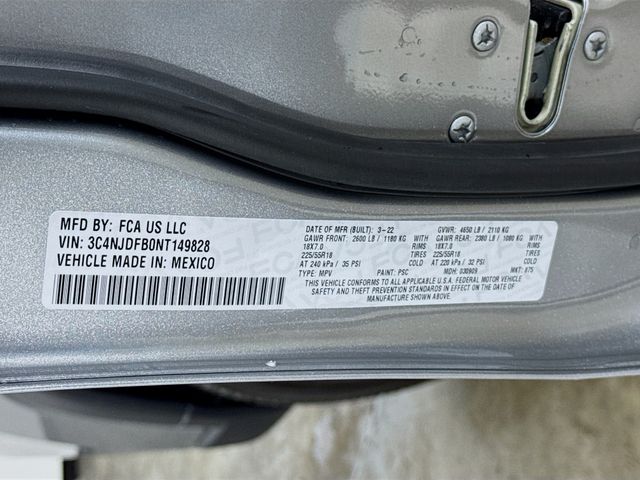 MFD BY: FCA US LLC
VIN: 3C4NJDFB0NT149828
VEHICLE MADE IN: MEXICO
DATE OF MFR (BUILT): 3-22 GVWR: 4650 LB / 2110 KG
GAWR FRONT: 2600 LB / 1180 KG WITH GAWR REAR: 2380 LB / 1080 KG WITH
18X7.0 RIMS 18X7.0 RIMS
225/55R18 TIRES 225/55R18 TIRES
AT 240 kPa / 35 PSI COLD AT 220 kPa / 32 PSI COLD
TYPE: MPV PAINT: PSC MDH: 030909 MKT: 875
THIS VEHICLE CONFORMS TO ALL APPLICABLE U.S.A. FEDERAL MOTOR VEHICLE
SAFETY AND THEFT PREVENTION STANDARDS IN EFFECT ON THE DATE OF
MANUFACTURE SHOWN ABOVE.